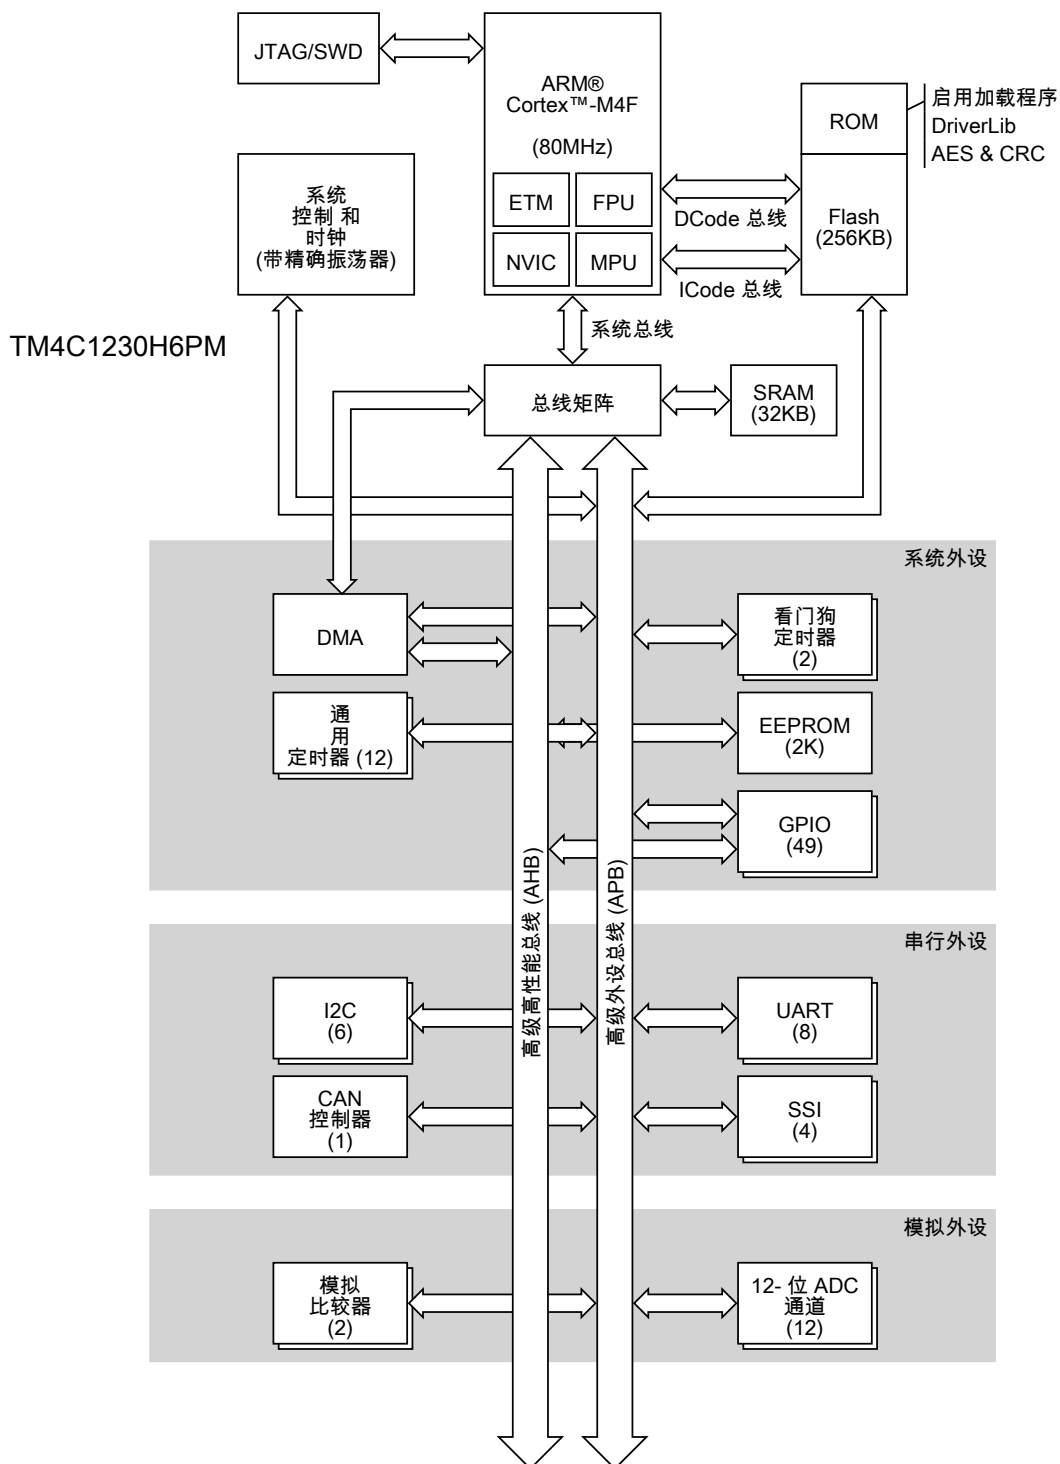 JTAG/SWD
ARM®
Cortex™-M4F
(80MHz)
ETM
FPU
NVIC
MPU
ROM
启用加载程序
DriverLib
AES & CRC
Flash
(256KB)
DCode 总线
ICode 总线
系统
控制 和
时钟
(带精确振荡器)
系统总线
TM4C1230H6PM
总线矩阵
SRAM
(32KB)
系统外设
DMA
看门狗
定时器
(2)
通
用
定时器 (12)
EEPROM
(2K)
GPIO
(49)
高级高性能总线 (AHB)
高级外设总线 (APB)
串行外设
I2C
(6)
UART
(8)
CAN
控制器
(1)
SSI
(4)
模拟外设
模拟
比较器
(2)
12- 位 ADC
通道
(12)